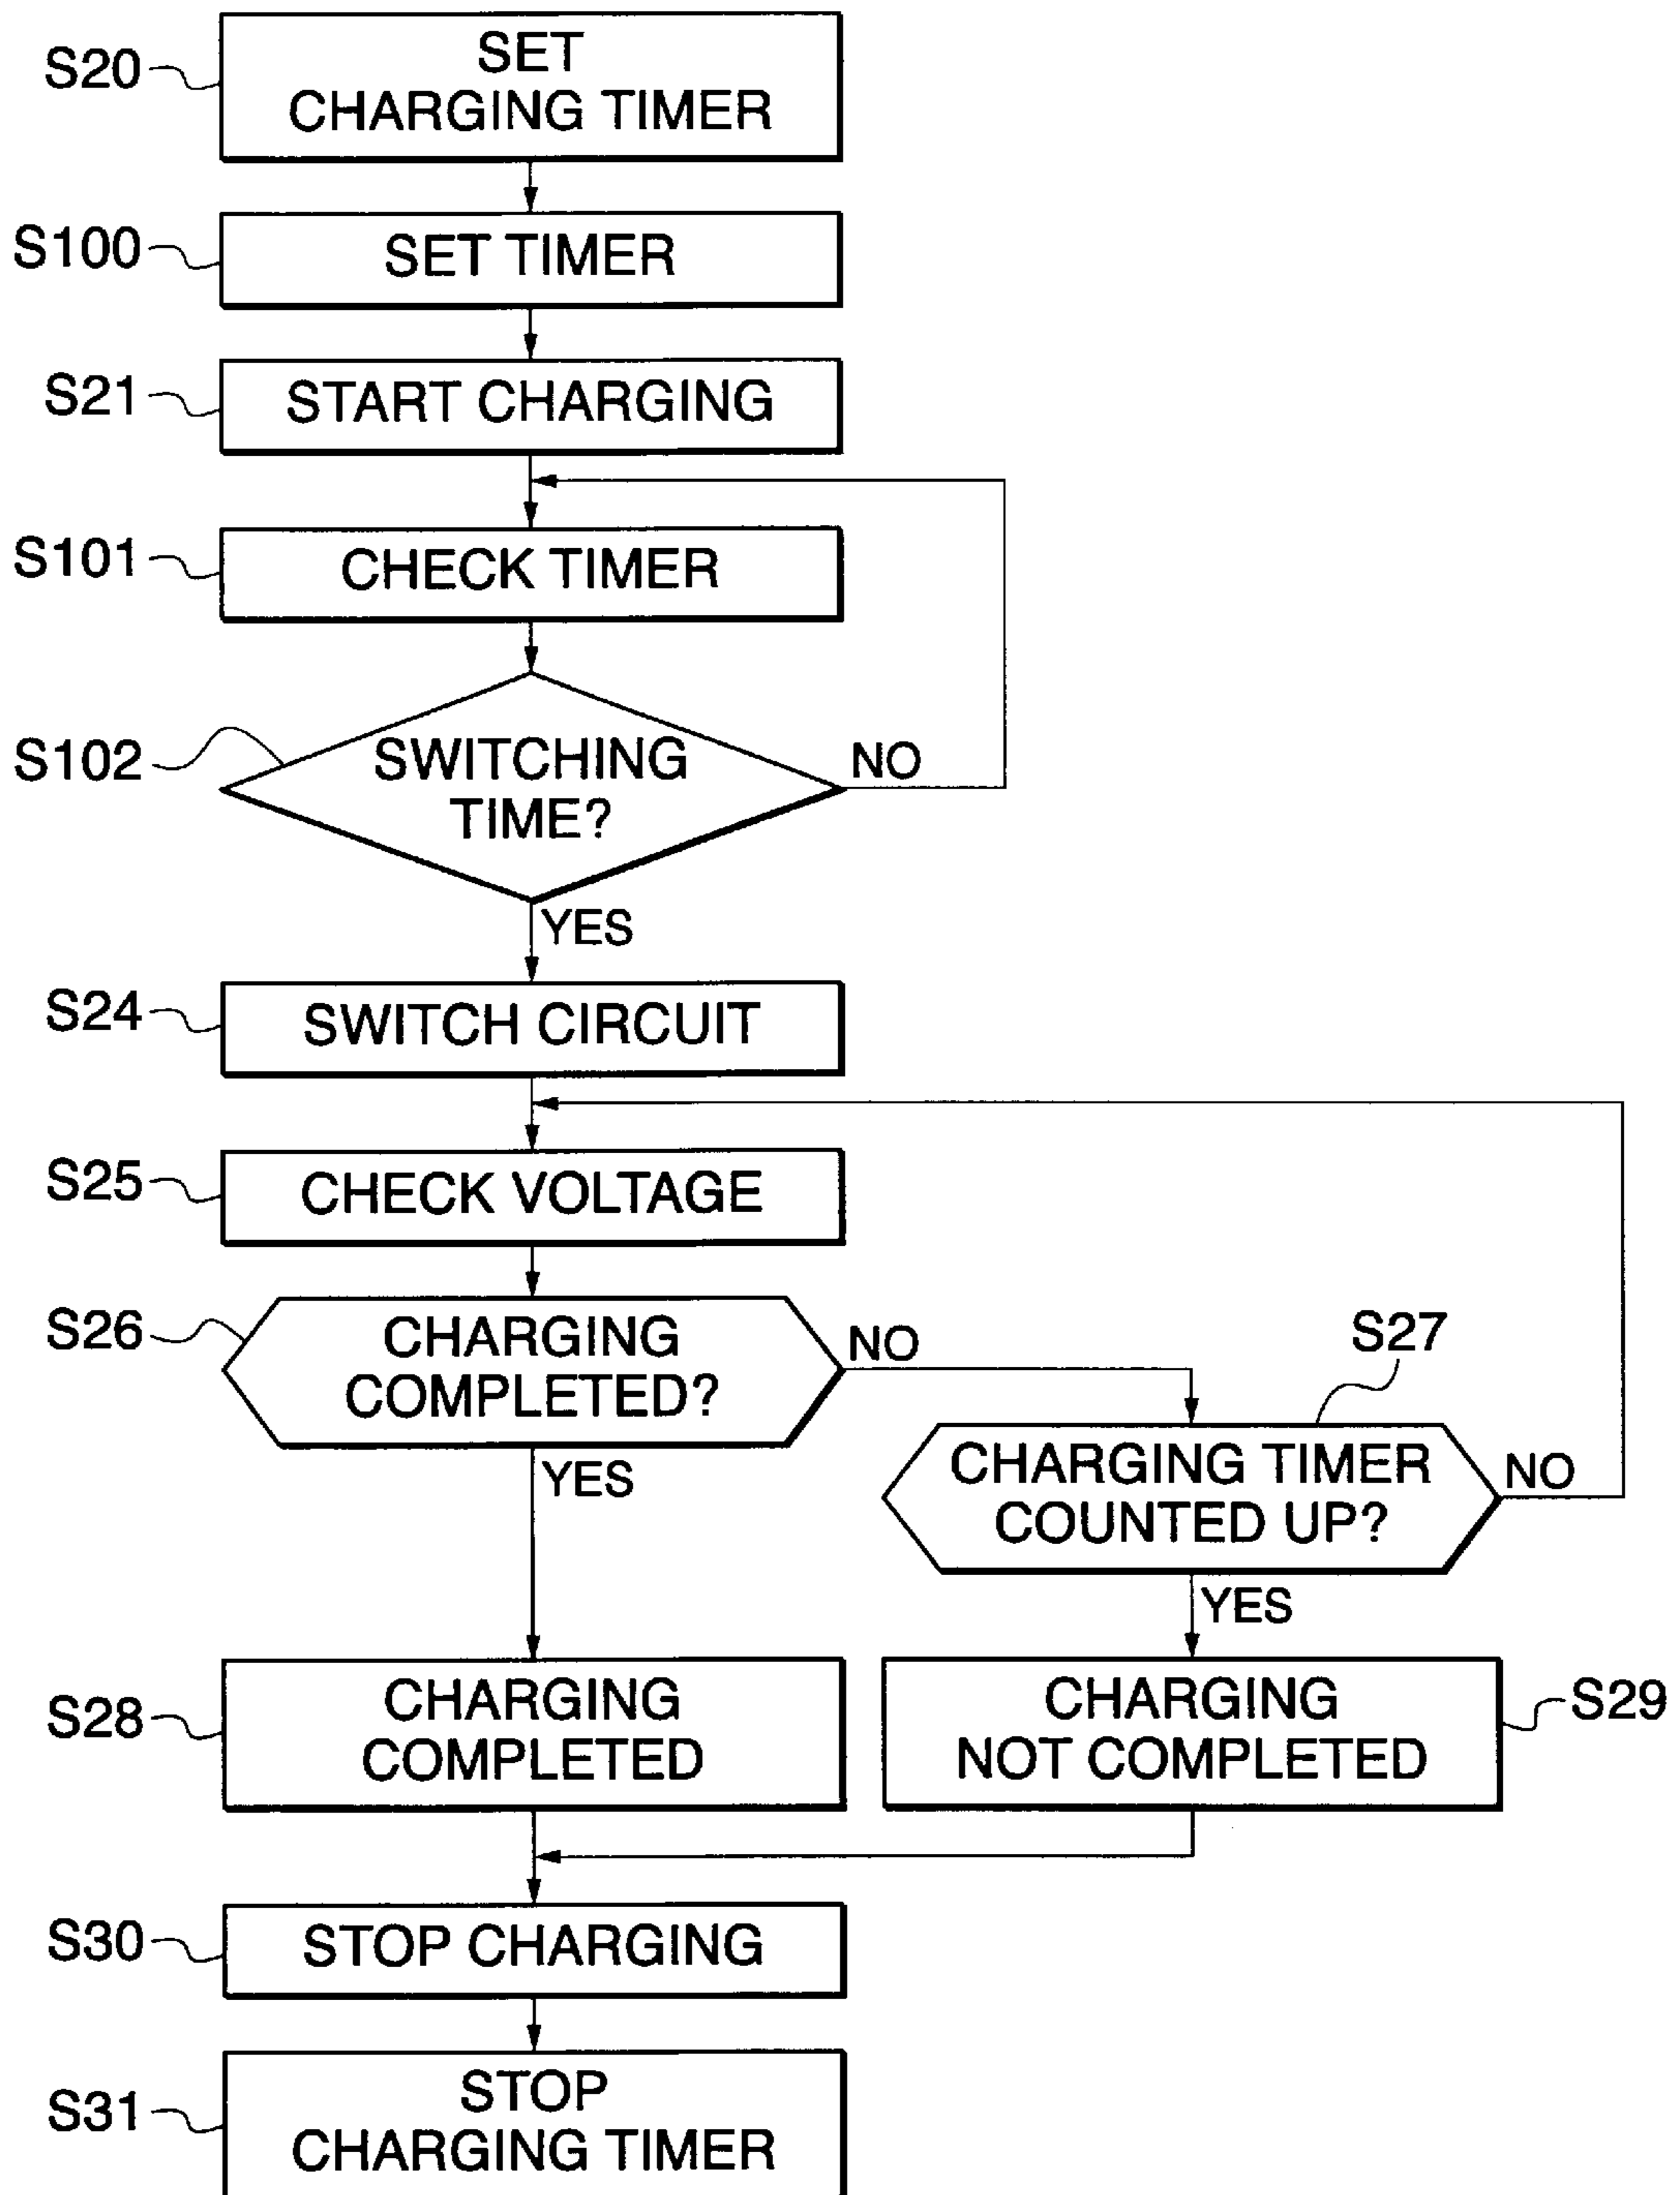 S20
SET
CHARGING TIMER
S100
SET TIMER
S21
START CHARGING
S101
CHECK TIMER
S102
SWITCHING
TIME?
NO
YES
S24
SWITCH CIRCUIT
S25
CHECK VOLTAGE
S26
CHARGING
COMPLETED?
NO
YES
S27
CHARGING TIMER
COUNTED UP?
NO
YES
S28
CHARGING
COMPLETED
CHARGING
NOT COMPLETED
S29
S30
STOP CHARGING
S31
STOP
CHARGING TIMER